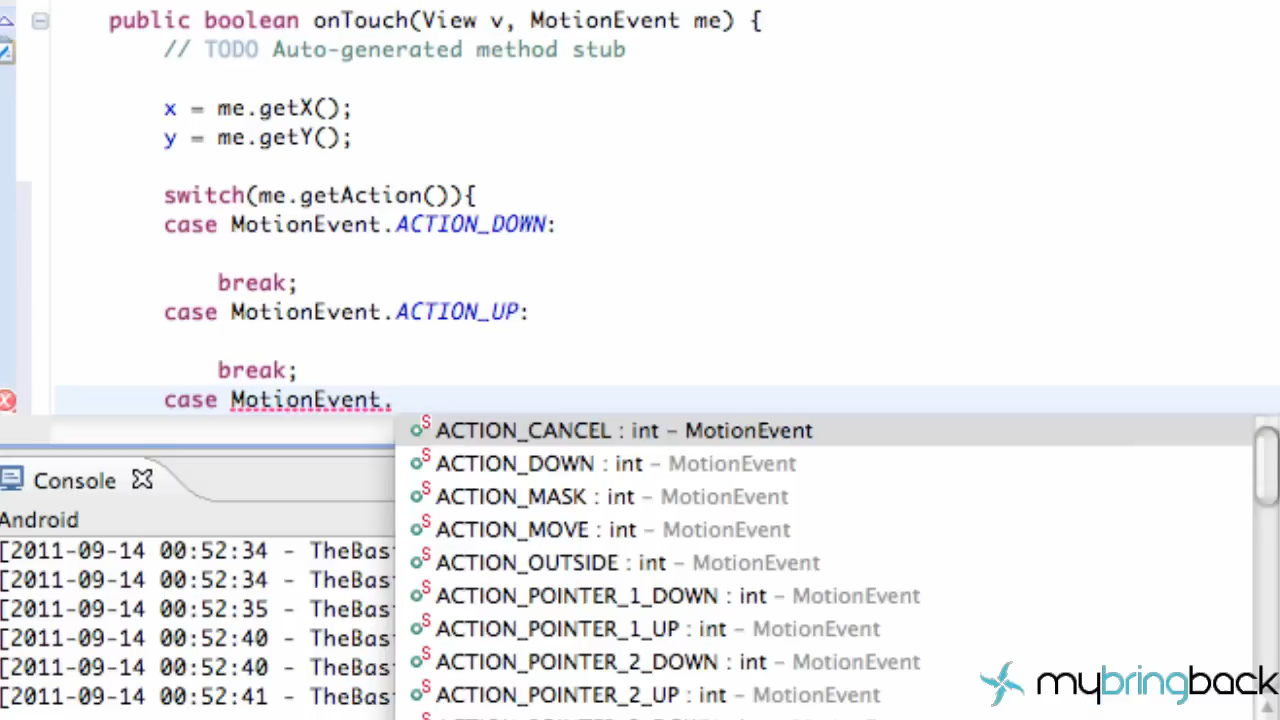 public boolean onTouch(View v, MotionEvent me) {
// TODO Auto-generated method stub
x = me.getX();
y = me.getY();
switch(me.getAction()){
case MotionEvent.ACTION_DOWN:
break;
case MotionEvent.ACTION_UP:
break;
case MotionEvent.
ACTION_CANCEL : int – MotionEvent
ACTION_DOWN : int – MotionEvent
ACTION_MASK : int – MotionEvent
ACTION_MOVE : int – MotionEvent
ACTION_OUTSIDE : int – MotionEvent
ACTION_POINTER_1_DOWN : int – MotionEvent
ACTION_POINTER_1_UP : int – MotionEvent
ACTION_POINTER_2_DOWN : int – MotionEvent
ACTION_POINTER_2_UP : int – MotionEvent
Console
Android
[2011-09-14 00:52:34 - TheBas
[2011-09-14 00:52:34 - TheBas
[2011-09-14 00:52:35 - TheBas
[2011-09-14 00:52:40 - TheBas
[2011-09-14 00:52:40 - TheBas
[2011-09-14 00:52:41 - TheBas
mybringback